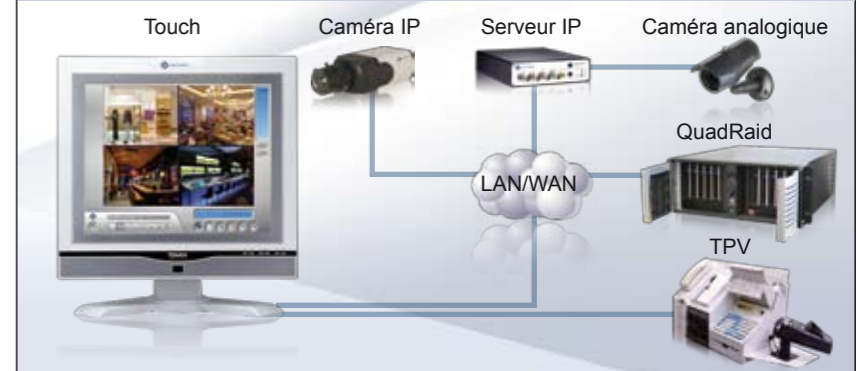 Touch
Caméra IP
Serveur IP
Caméra analogique
QuadRaid
LAN/WAN
TPV